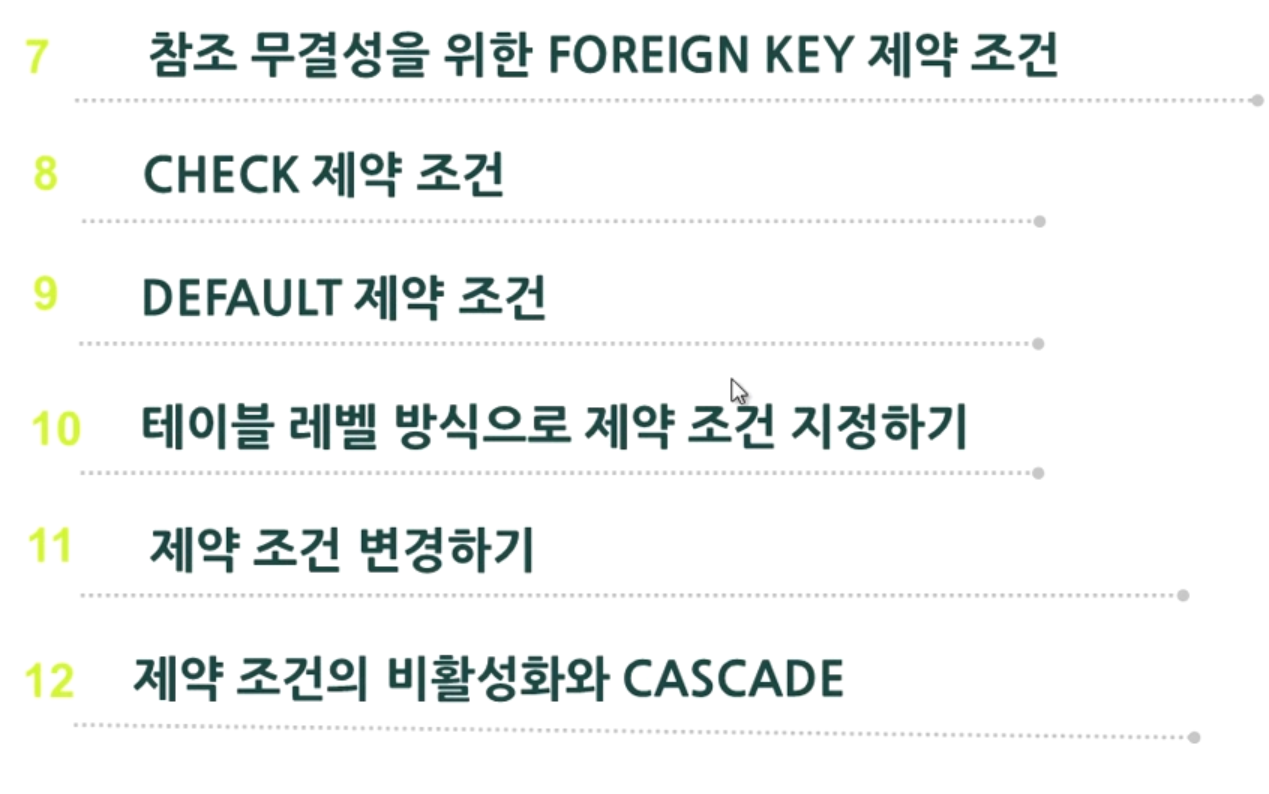 7 참조 무결성을 위한 FOREIGN KEY 제약 조건
8 CHECK 제약 조건
9 DEFAULT 제약 조건
10 테이블 레벨 방식으로 제약 조건 지정하기
11 제약 조건 변경하기
12 제약 조건의 비활성화와 CASCADE